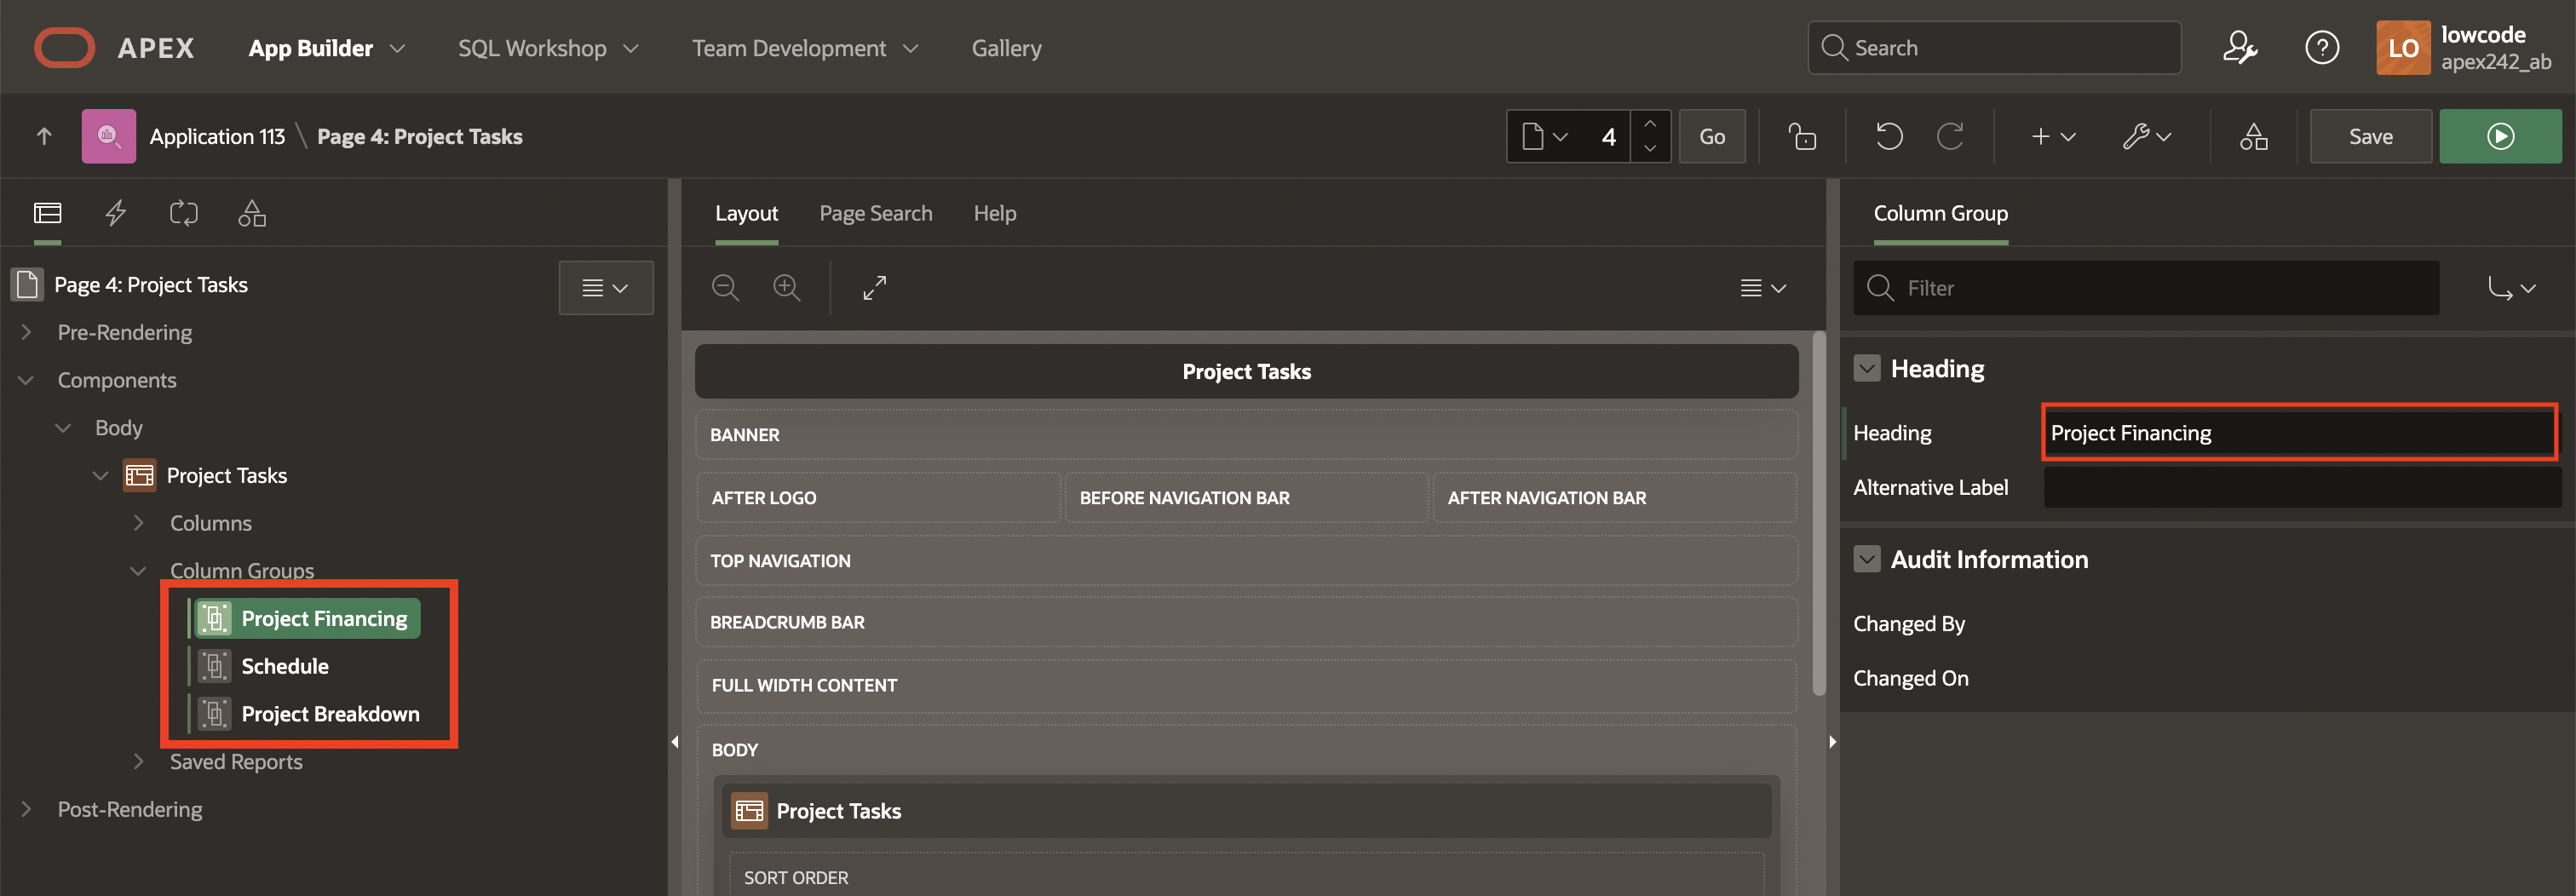 APEX App Builder SQL Workshop Team Development Gallery Search LO lowcode
apex242_ab
Application 113 \ Page 4: Project Tasks 4 Go Save
Layout Page Search Help
Column Group
Page 4: Project Tasks
Filter
Pre-Rendering
Components
Body
Project Tasks
Columns
Column Groups
Project Financing
Schedule
Project Breakdown
Saved Reports
Post-Rendering
Project Tasks
BANNER
AFTER LOGO BEFORE NAVIGATION BAR AFTER NAVIGATION BAR
TOP NAVIGATION
BREADCRUMB BAR
FULL WIDTH CONTENT
BODY
Project Tasks
SORT ORDER
Heading
Heading Project Financing
Alternative Label
Audit Information
Changed By
Changed On